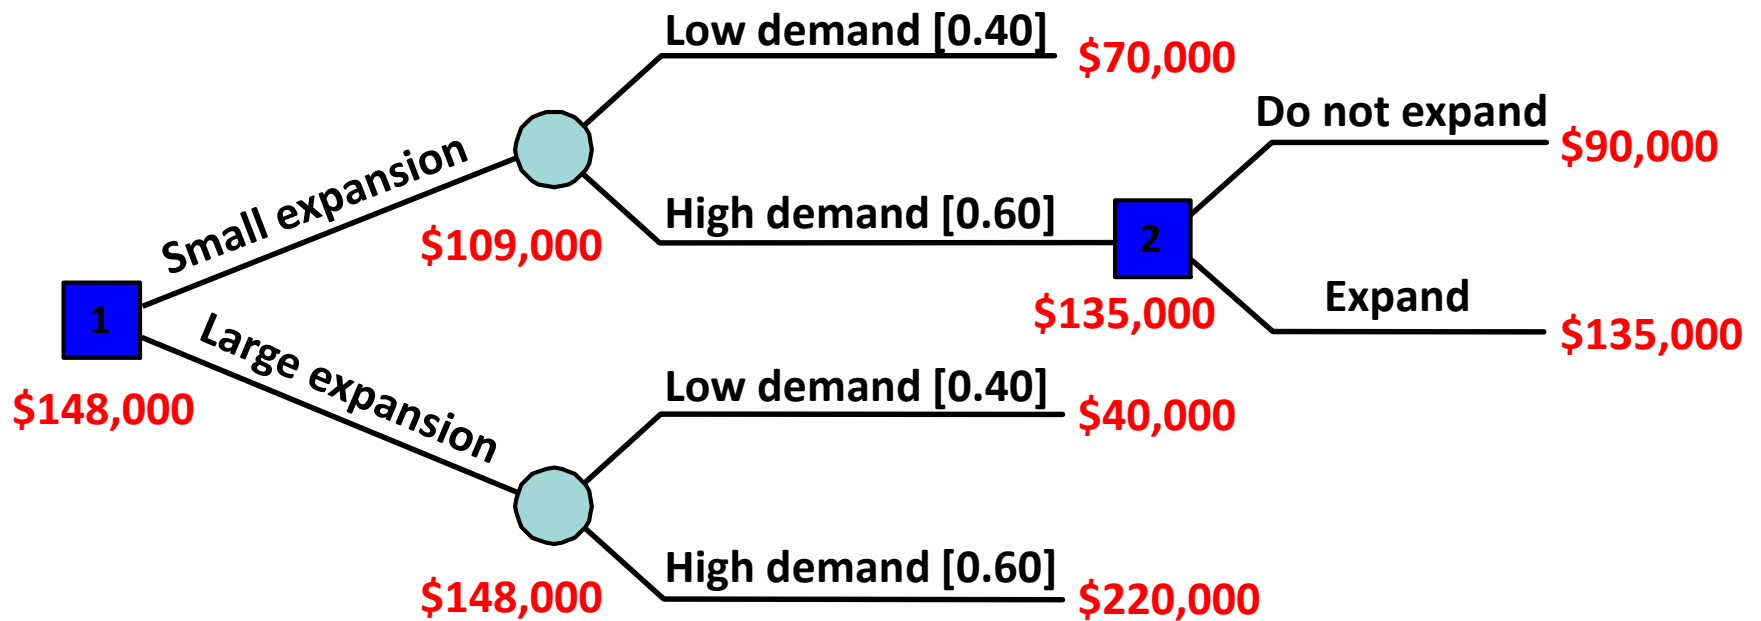 Low demand [0.40]
$70,000
Do not expand
$90,000
Small expansion
High demand [0.60]
2
$109,000
Expand
$135,000
$135,000
1
Large expansion
$148,000
Low demand [0.40]
$40,000
High demand [0.60]
$148,000
$220,000